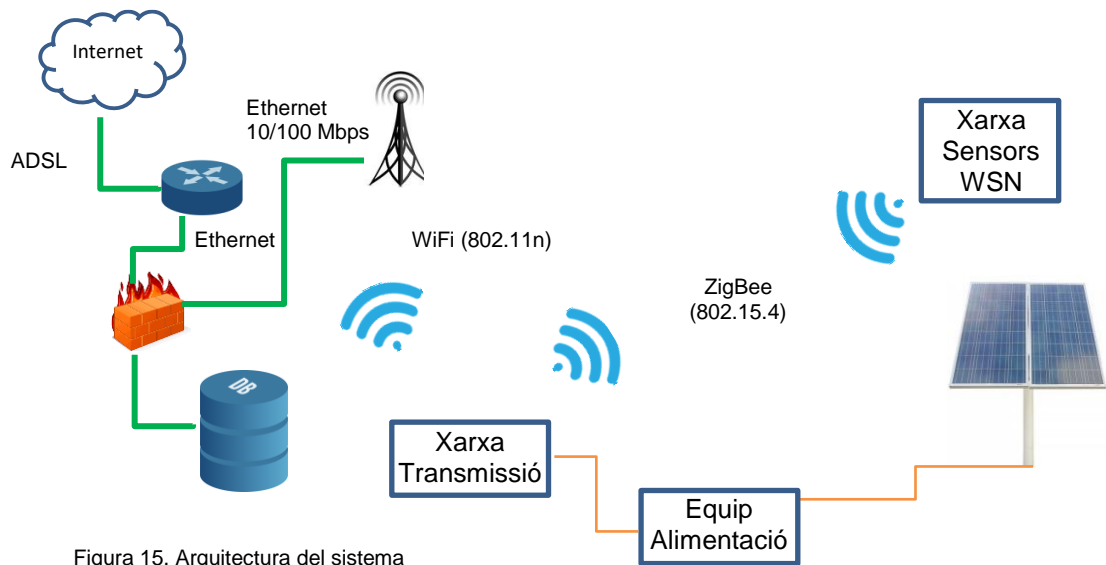 Internet
Ethernet
10/100 Mbps
ADSL
Xarxa
Sensors
WSN
Ethernet
WiFi (802.11n)
ZigBee
(802.15.4)
DB
Xarxa
Transmissió
Equip
Alimentació
Figura 15. Arquitectura del sistema